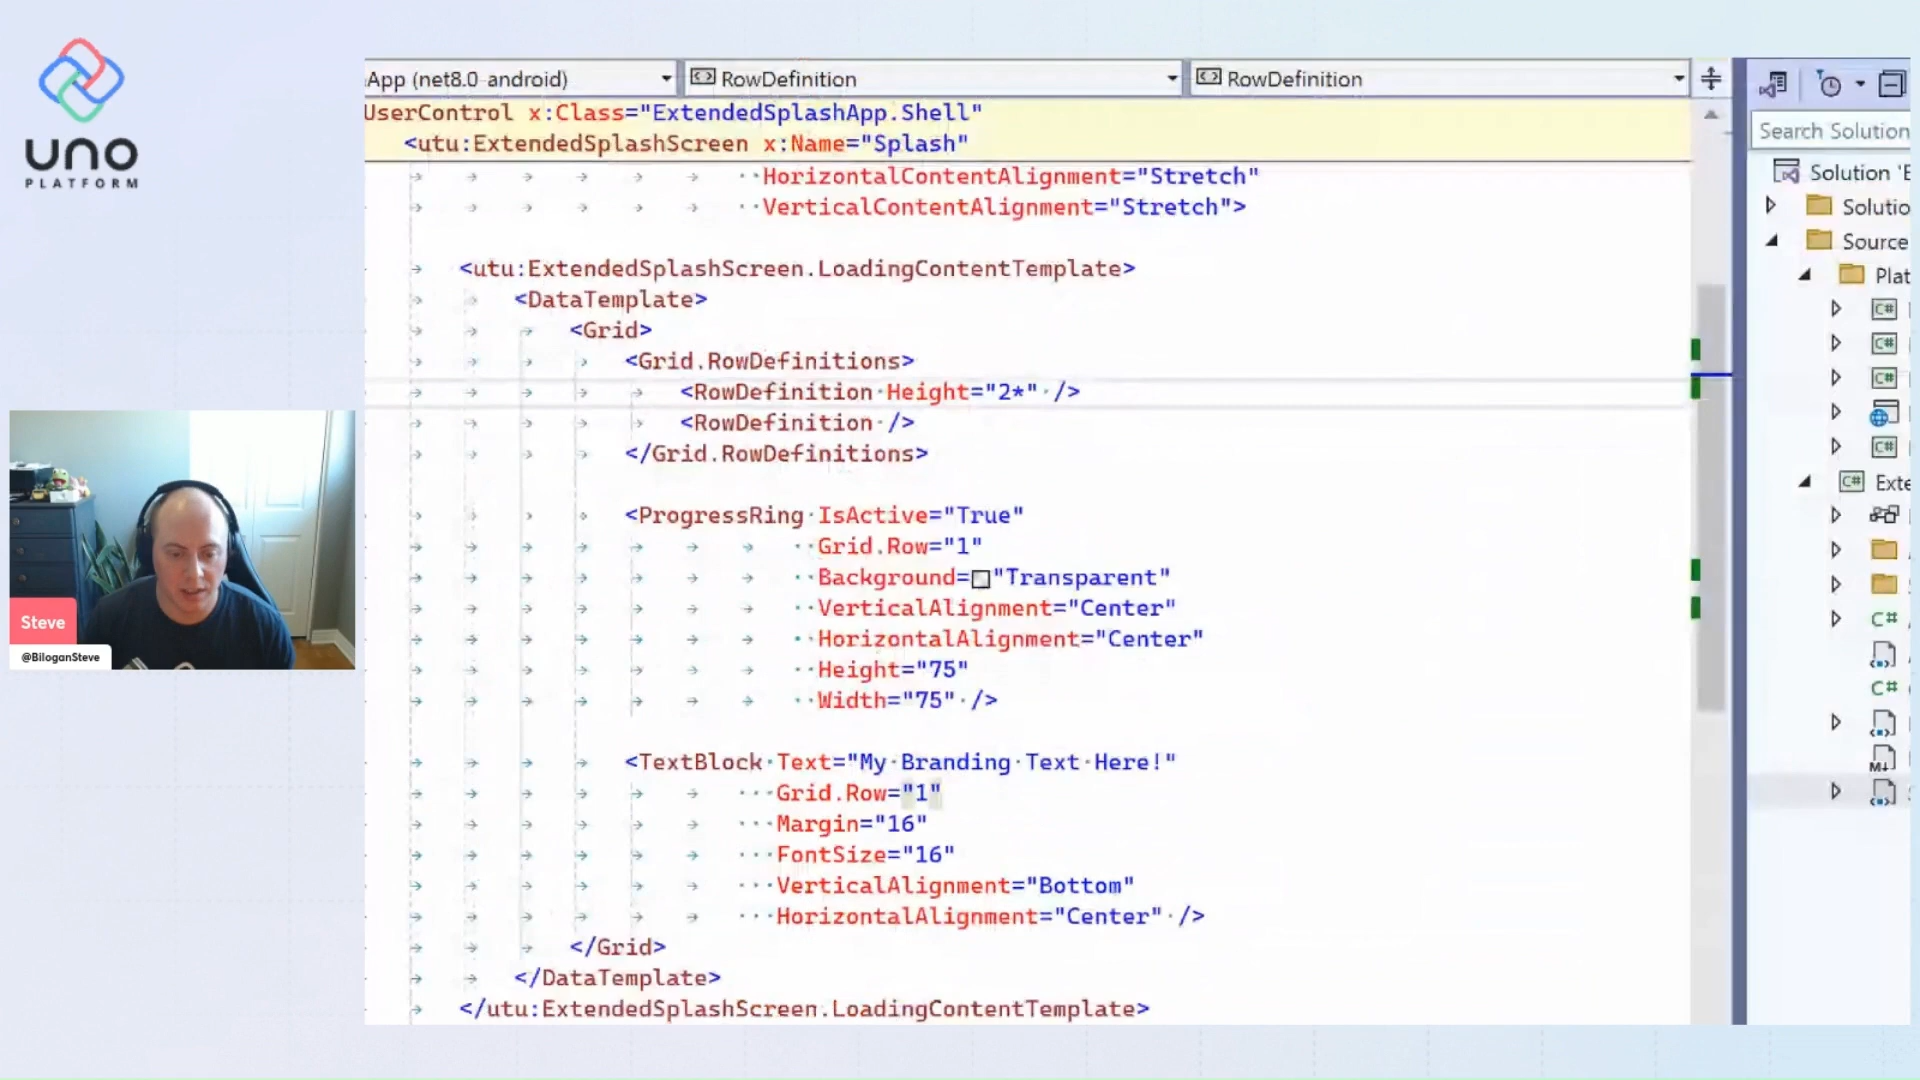 UNO
PLATFORM
App (net8.0-android)
RowDefinition
RowDefinition
UserControl x:Class="ExtendedSplashApp.Shell"
<utu:ExtendedSplashScreen x:Name="Splash"
HorizontalContentAlignment="Stretch"
VerticalContentAlignment="Stretch">
<utu:ExtendedSplashScreen.LoadingContentTemplate>
<DataTemplate>
<Grid>
<Grid.RowDefinitions>
<RowDefinition Height="2*" />
<RowDefinition />
</Grid.RowDefinitions>
<ProgressRing IsActive="True"
Grid.Row="1"
Background="Transparent"
VerticalAlignment="Center"
HorizontalAlignment="Center"
Height="75"
Width="75" />
<TextBlock Text="My Branding Text Here!"
Grid.Row="1"
Margin="16"
FontSize="16"
VerticalAlignment="Bottom"
HorizontalAlignment="Center" />
</Grid>
</DataTemplate>
</utu:ExtendedSplashScreen.LoadingContentTemplate>
Search Solution
Solution 'E
Solutio
Source
Plat
C#
C#
C#
C#
C# Exte
C#
C#
M↓
Steve
@BiloganSteve